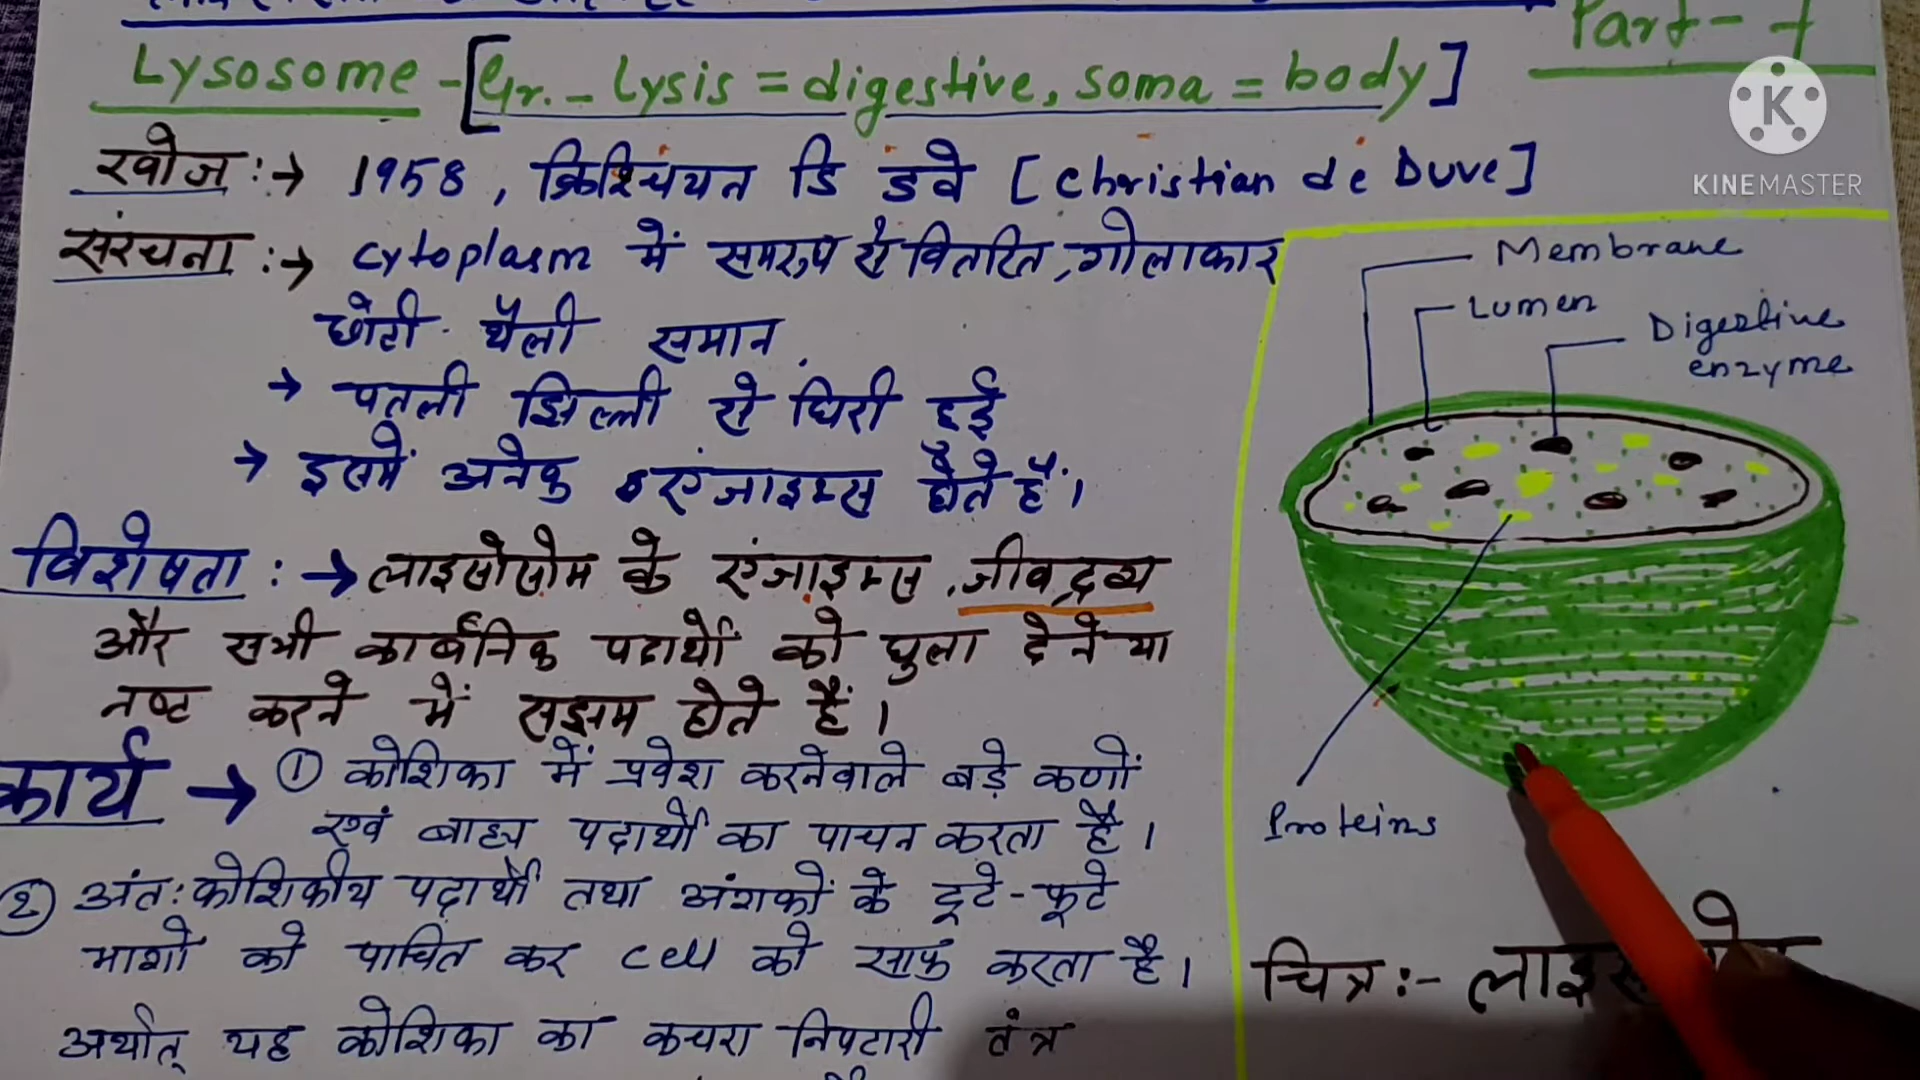 Part-1
Lysosome - [Gr. - Lysis = digestive, soma = body]
खोज :→ 1958, क्रिश्चियन डि डवे [Christian de Duve]
संरचना :→ cytoplasm में समरुप से वितरित, गोलाकार
छोटी थैली समान
→ पतली झिल्ली से घिरी हुई
→ इसमें अनेक एंजाइम्स होते हैं।
विशेषता :→ लाइसोसोम के एंजाइम्स, जीवद्रव्य
और सभी कार्बनिक पदार्थों को घुला देने या
नष्ट करने में सक्षम होते हैं।
कार्य → ① कोशिका में प्रवेश करनेवाले बड़े कणों
एवं बाह्य पदार्थों का पाचन करता है।
② अंतः कोशिकीय पदार्थों तथा अंगकों के टूटे-फूटे
भागों को पाचित कर cell को साफ करता है।
अर्थात् यह कोशिका का कचरा निपटारी तंत्र
KINEMASTER
Membrane
Lumen
Digestive
enzyme
Proteins
चित्र :-